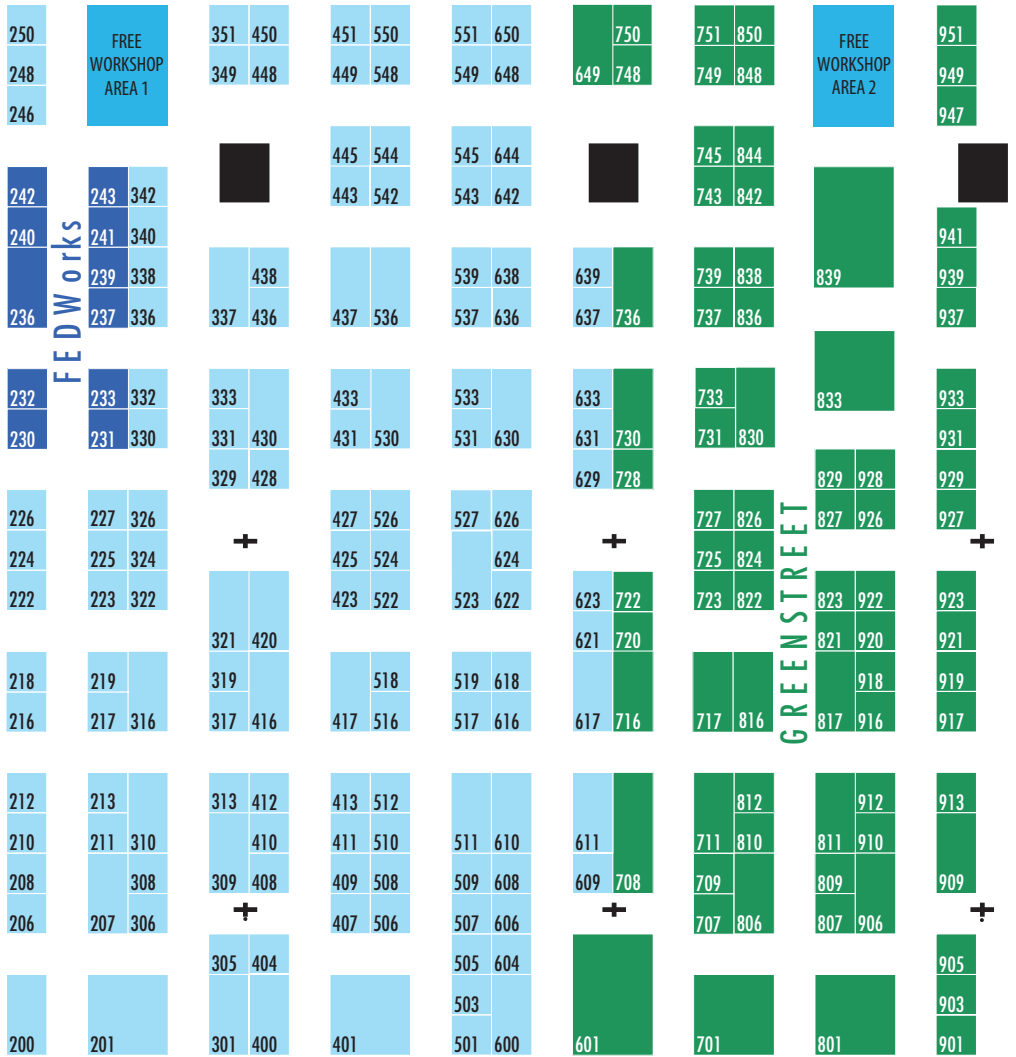 250 FREE 351 450 451 550 551 650 750 751 850 FREE 951
248 WORKSHOP 349 448 449 548 549 648 649 748 749 848 WORKSHOP 949
246 AREA 1 AREA 2 947
445 544 545 644 745 844
242 243 342 443 542 543 642 743 842
240 241 340 941
239 338 438 539 638 639 739 838 839 939
236 237 336 337 436 437 536 537 636 637 736 737 836 937
FEDWorks
232 233 332 333 433 533 633 733 833 933
230 231 330 331 430 431 530 531 630 631 730 731 830 931
329 428 629 728 829 928 929
226 227 326 427 526 527 626 727 826 827 926 927
224 225 324 425 524 624 725 824
222 223 322 423 522 523 622 623 722 723 822 823 922 923
321 420 621 720 821 920 921
GREENSTREET
218 219 319 518 519 618 918 919
216 217 316 317 416 417 516 517 616 617 716 717 816 817 916 917
212 213 313 412 413 512 812 912 913
210 211 310 410 411 510 511 610 611 711 810 811 910
208 308 309 408 409 508 509 608 609 708 709 809 909
206 207 306 407 506 507 606 707 806 807 906
305 404 505 604 905
503 903
200 201 301 400 401 501 600 601 701 801 901